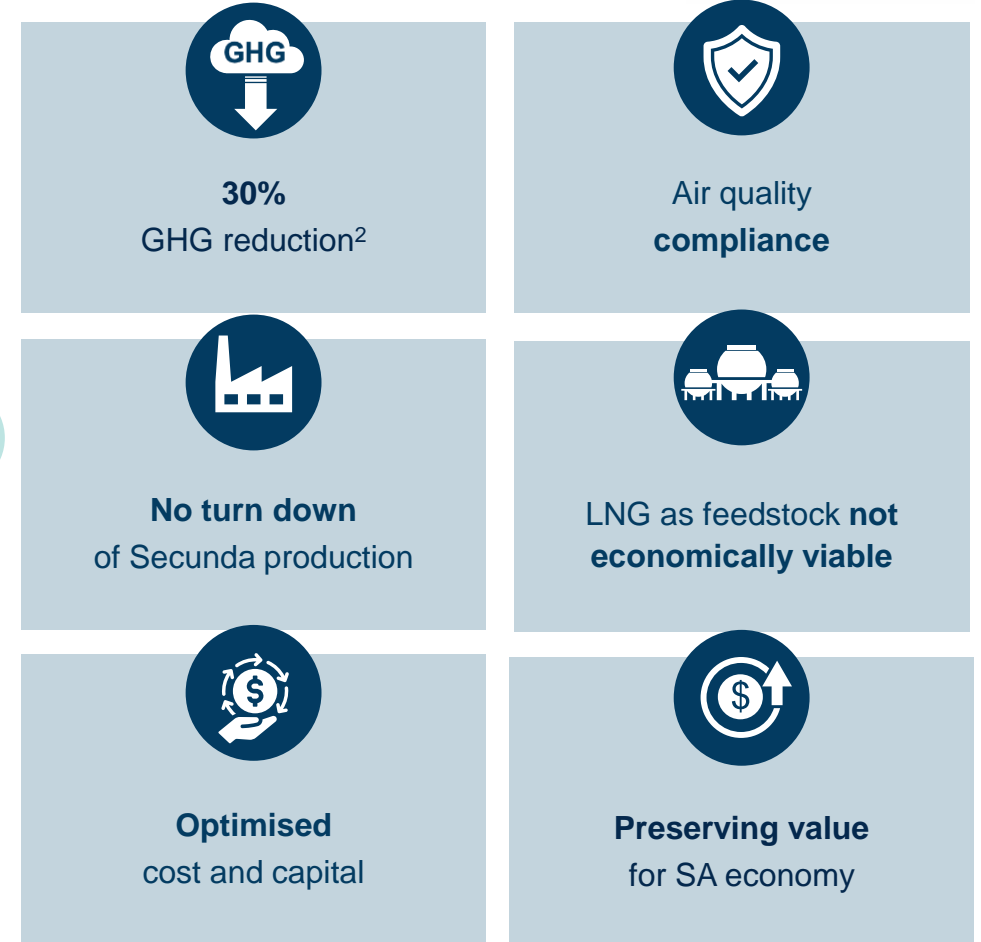 GHG
30%
GHG reduction²
Air quality
compliance
No turn down
of Secunda production
LNG as feedstock not
economically viable
$
Optimised
cost and capital
$
Preserving value
for SA economy